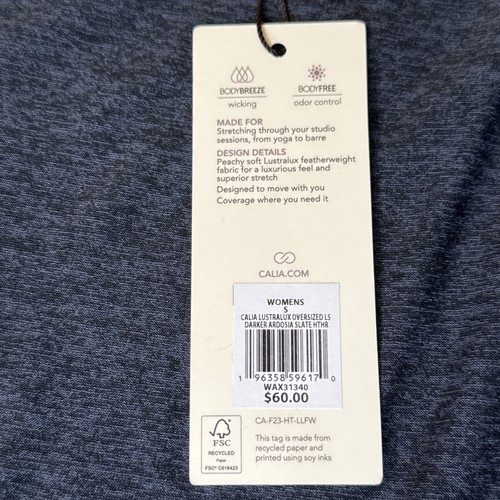 BODYBREEZE BODYFREE
wicking odor control
MADE FOR
Stretching through your studio
sessions, from yoga to barre
DESIGN DETAILS
Peachy soft Lustralux featherweight
fabric for a luxurious feel and
superior stretch
Designed to move with you
Coverage where you need it
CALIA.COM
WOMENS
S
CALIA LUSTRALUX OVERSIZED LS
DARKER ARDOSIA SLATE HTHR
1 96358 59617 0
WAX31340
$60.00
CA-F23-HT-LLFW
This tag is made from
recycled paper and
printed using soy inks
FSC
RECYCLED
Paper
FSC® C016423